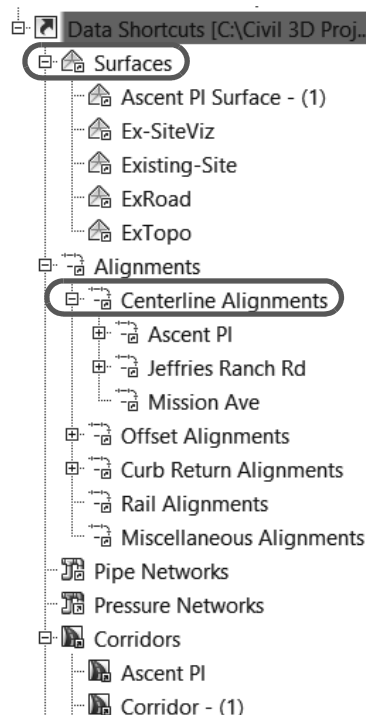 Data Shortcuts [C:\Civil 3D Proj...
Surfaces
Ascent Pl Surface - (1)
Ex-SiteViz
Existing-Site
ExRoad
ExTopo
Alignments
Centerline Alignments
Ascent Pl
Jeffries Ranch Rd
Mission Ave
Offset Alignments
Curb Return Alignments
Rail Alignments
Miscellaneous Alignments
Pipe Networks
Pressure Networks
Corridors
Ascent Pl
Corridor - (1)